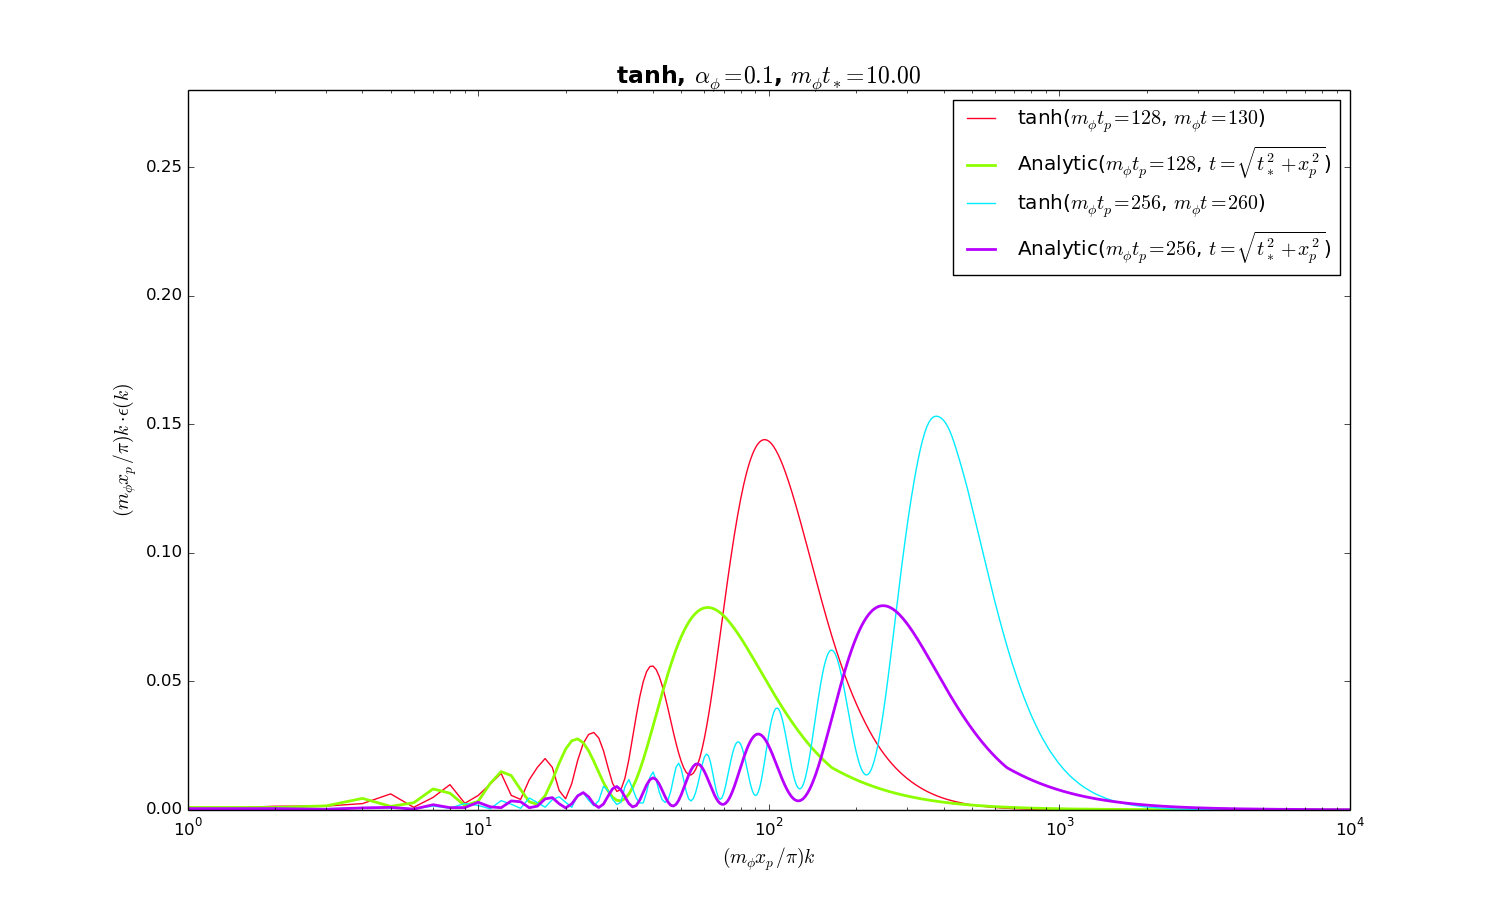 tanh, α_ϕ=0.1, m_ϕt_*=10.00
tanh(m_ϕt_p=128, m_ϕt=130)
Analytic(m_ϕt_p=128, t=√(t_*^2+x_p^2))
tanh(m_ϕt_p=256, m_ϕt=260)
Analytic(m_ϕt_p=256, t=√(t_*^2+x_p^2))
0.25
0.20
0.15
0.10
0.05
0.00
(m_ϕx_p/π)k·ϵ(k)
10^0
10^1
10^2
10^3
10^4
(m_ϕx_p/π)k